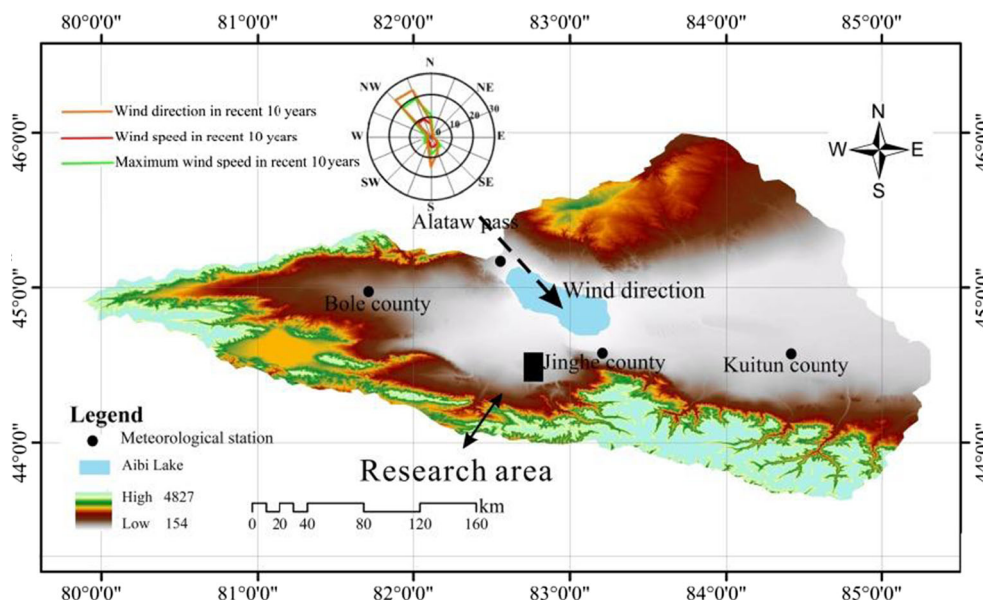 80°0'0" 81°0'0" 82°0'0" 83°0'0" 84°0'0" 85°0'0"
N
NW NE
W E
SW SE
S
0 10 20 30
Wind direction in recent 10 years
Wind speed in recent 10 years
Maximum wind speed in recent 10years
N
W E
S
46°0'0" 46°0'0"
Alataw pass
45°0'0" 45°0'0"
Wind direction
Bole county
Jinghe county
Kuitun county
Legend
Meteorological station
Aibi Lake
High 4827
Low 154
44°0'0" 44°0'0"
Research area
km
0 20 40 80 120 160
80°0'0" 81°0'0" 82°0'0" 83°0'0" 84°0'0" 85°0'0"